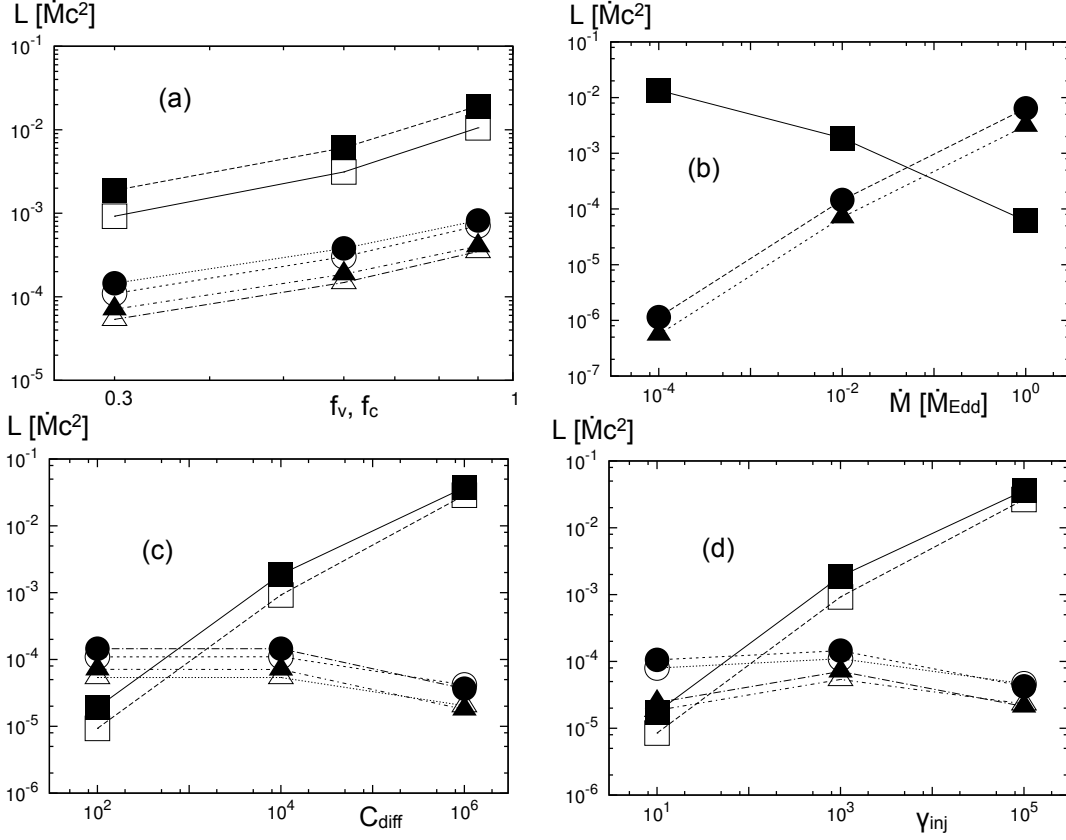 L [Ṁc²]
10⁻¹
10⁻²
10⁻³
10⁻⁴
10⁻⁵
(a)
0.3
1
f_v, f_c
L [Ṁc²]
10⁻¹
10⁻²
10⁻³
10⁻⁴
10⁻⁵
10⁻⁶
10⁻⁷
(b)
10⁻⁴
10⁻²
10⁰
Ṁ [Ṁ_Edd]
L [Ṁc²]
10⁻¹
10⁻²
10⁻³
10⁻⁴
10⁻⁵
10⁻⁶
(c)
10²
10⁴
10⁶
C_diff
L [Ṁc²]
10⁻¹
10⁻²
10⁻³
10⁻⁴
10⁻⁵
10⁻⁶
(d)
10¹
10³
10⁵
γ_inj